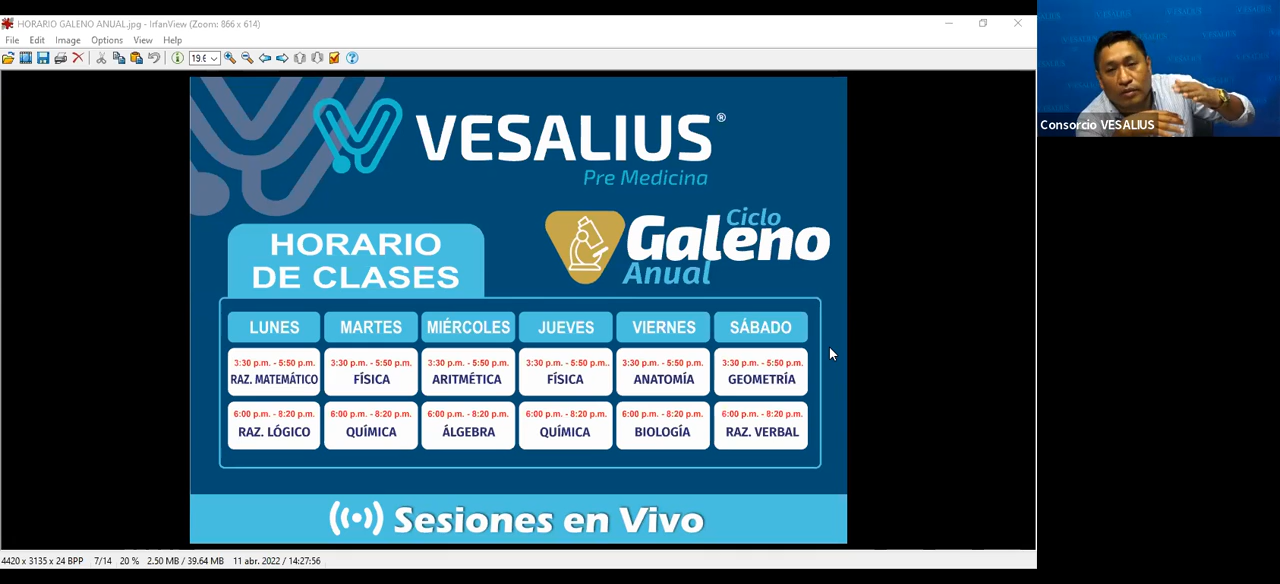 HORARIO GALENO ANUAL.jpg - IrfanView (Zoom: 866 x 614)
File Edit Image Options View Help
19.6
VESALIUS®
Pre Medicina
Ciclo
Galeno
Anual
HORARIO
DE CLASES
LUNES MARTES MIÉRCOLES JUEVES VIERNES SÁBADO
3:30 p.m. - 5:50 p.m. 3:30 p.m. - 5:50 p.m. 3:30 p.m. - 5:50 p.m. 3:30 p.m. - 5:50 p.m.. 3:30 p.m. - 5:50 p.m. 3:30 p.m. - 5:50 p.m.
RAZ. MATEMÁTICO FÍSICA ARITMÉTICA FÍSICA ANATOMÍA GEOMETRÍA
6:00 p.m. - 8:20 p.m. 6:00 p.m. - 8:20 p.m. 6:00 p.m. - 8:20 p.m. 6:00 p.m. - 8:20 p.m. 6:00 p.m. - 8:20 p.m. 6:00 p.m. - 8:20 p.m.
RAZ. LÓGICO QUÍMICA ÁLGEBRA QUÍMICA BIOLOGÍA RAZ. VERBAL
Sesiones en Vivo
4420 x 3135 x 24 BPP 7/14 20 % 2.50 MB / 39.64 MB 11 abr. 2022 / 14:27:56
VESALIUS
Consorcio VESALIUS